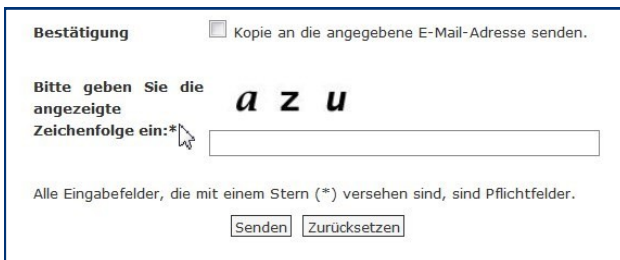 Bestätigung Kopie an die angegebene E-Mail-Adresse senden.
Bitte geben Sie die
angezeigte
Zeichenfolge ein:*
a z u
Alle Eingabefelder, die mit einem Stern (*) versehen sind, sind Pflichtfelder.
Senden Zurücksetzen